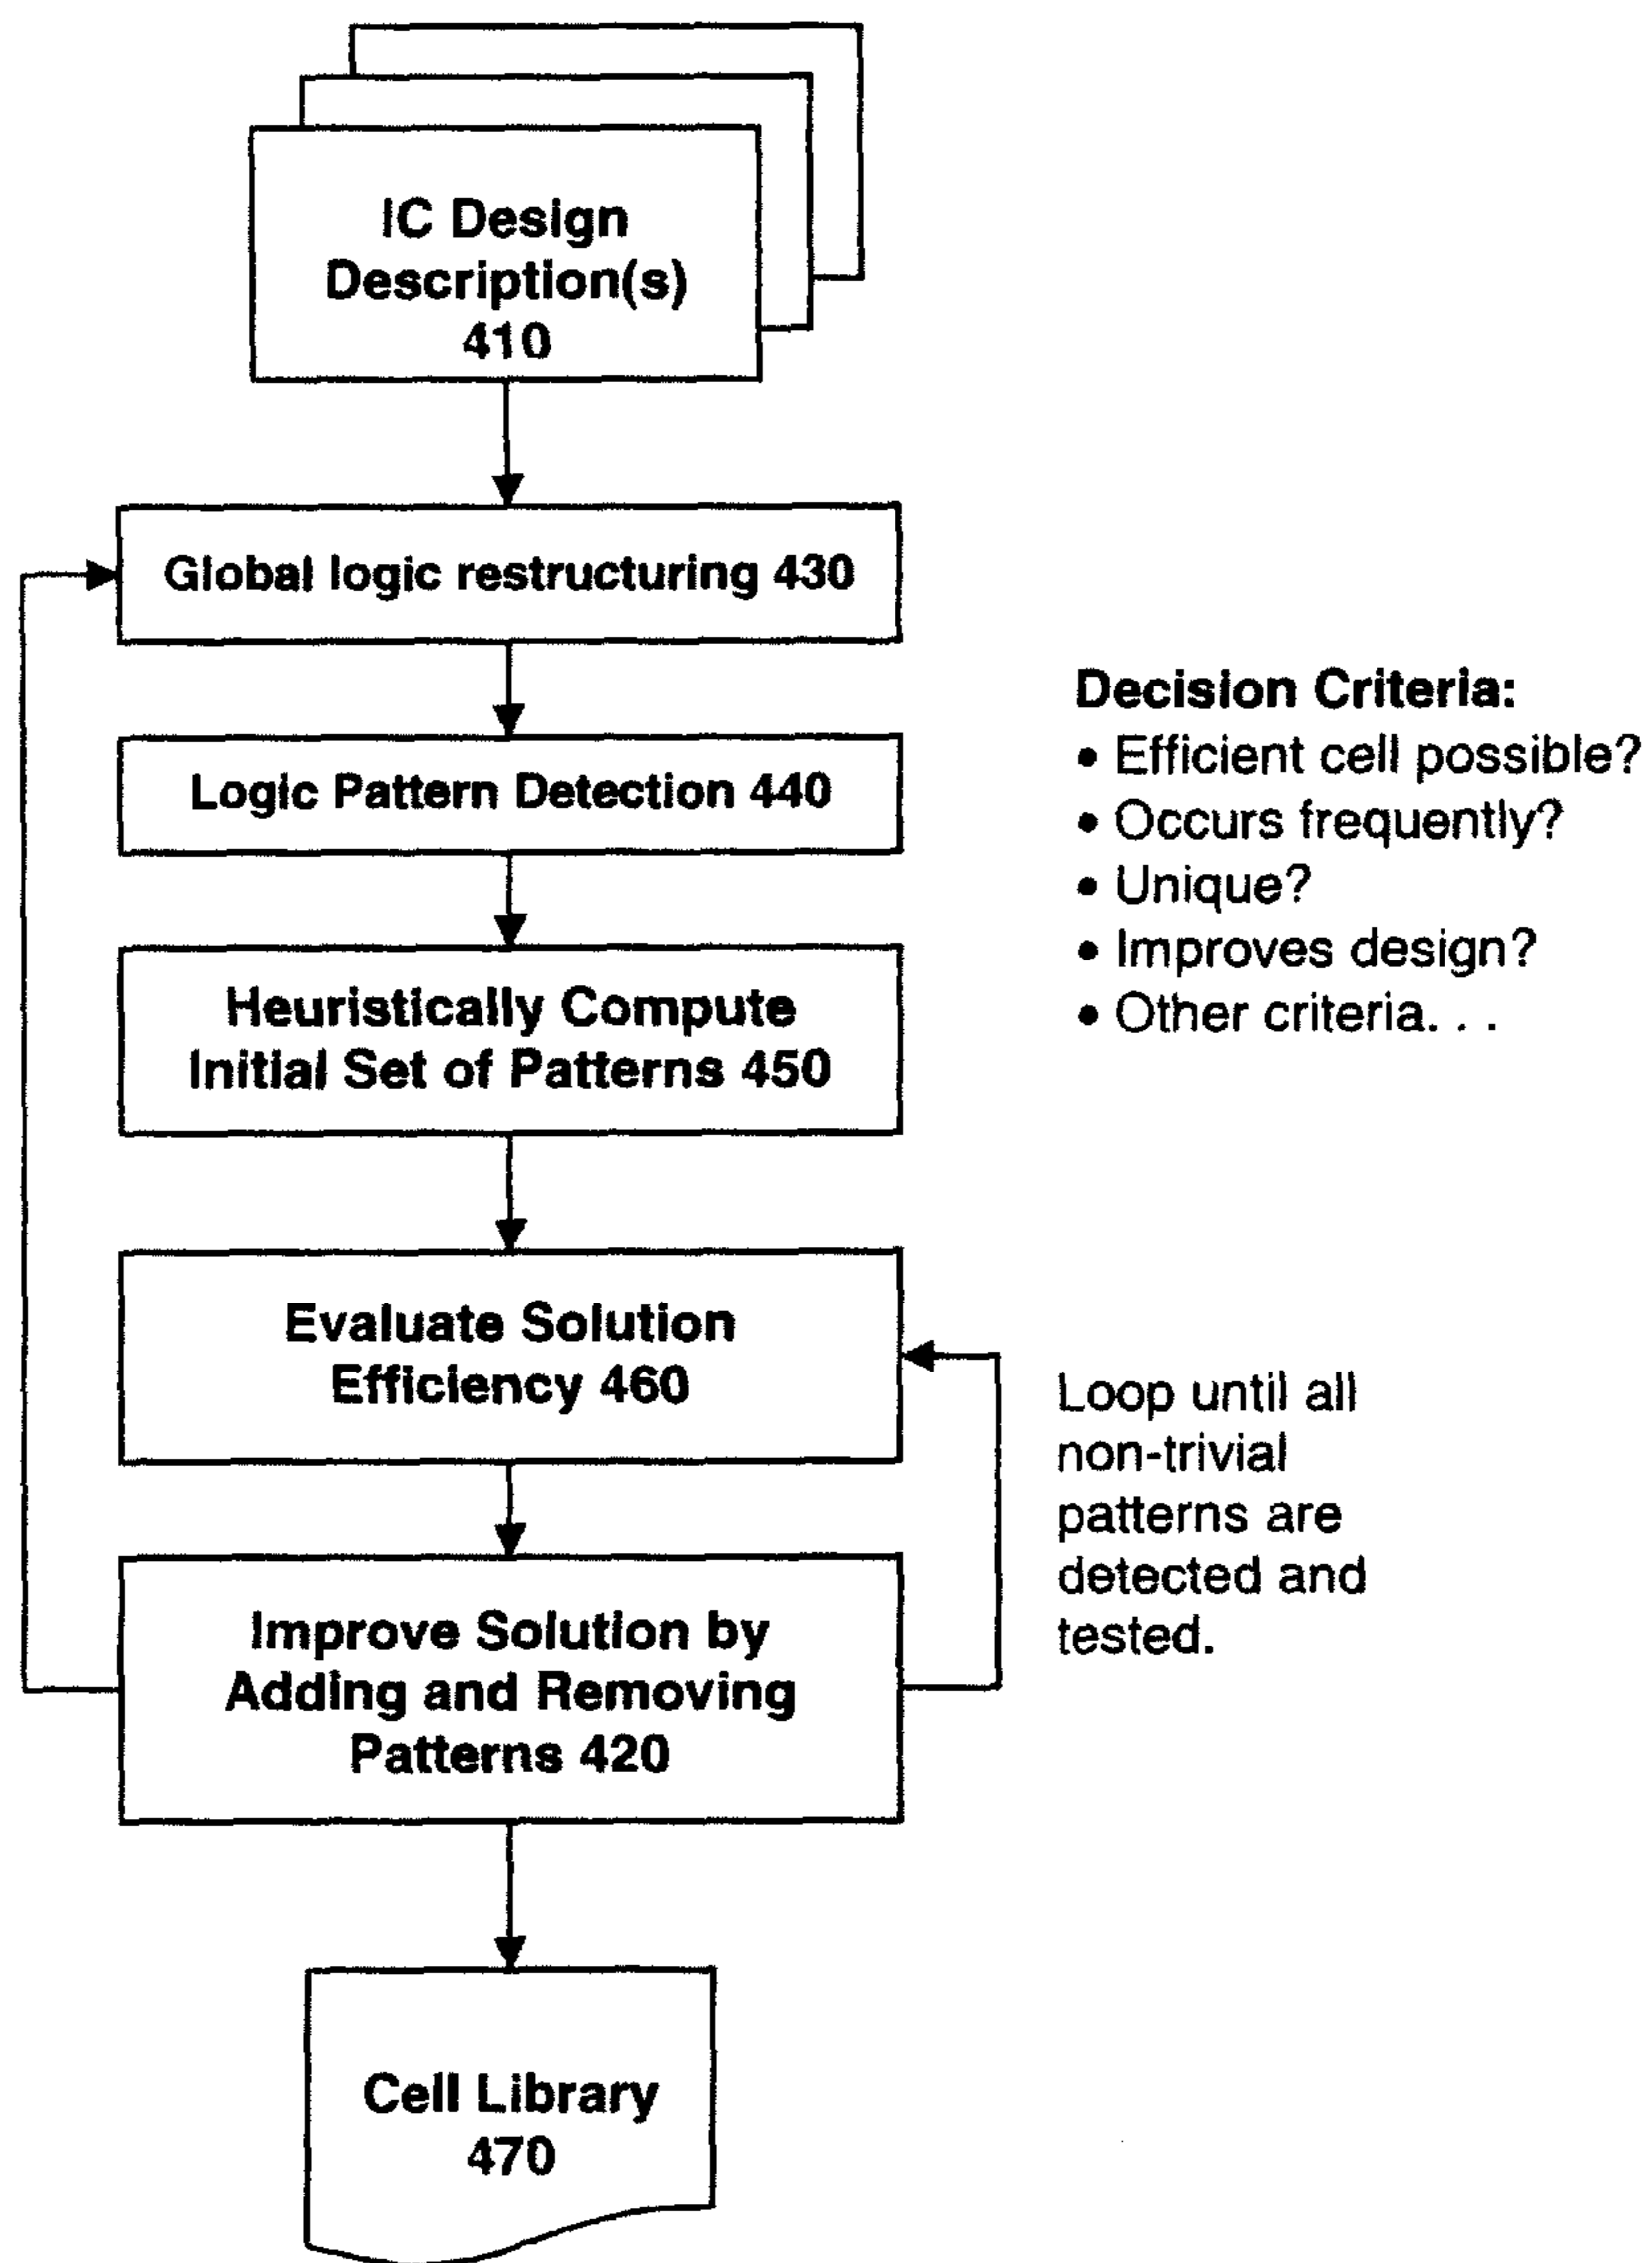 IC Design
Description(s)
410
Global logic restructuring 430
Logic Pattern Detection 440
Decision Criteria:
• Efficient cell possible?
• Occurs frequently?
• Unique?
• Improves design?
• Other criteria. . .
Heuristically Compute
Initial Set of Patterns 450
Evaluate Solution
Efficiency 460
Loop until all
non-trivial
patterns are
detected and
tested.
Improve Solution by
Adding and Removing
Patterns 420
Cell Library
470